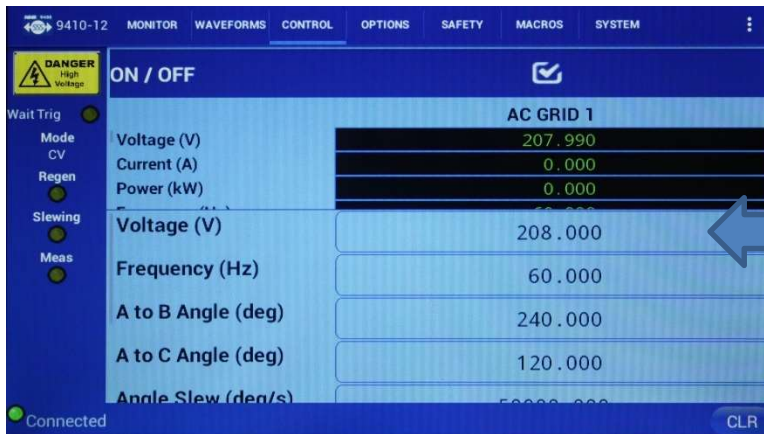 9410-12 MONITOR WAVEFORMS CONTROL OPTIONS SAFETY MACROS SYSTEM
DANGER
High
Voltage
ON / OFF
Wait Trig
AC GRID 1
Mode
CV
Voltage (V) 207.990
Current (A) 0.000
Regen
Power (kW) 0.000
Slewing
Voltage (V) 208.000
Meas
Frequency (Hz) 60.000
A to B Angle (deg) 240.000
A to C Angle (deg) 120.000
Angle Slew (deg/s)
Connected
CLR